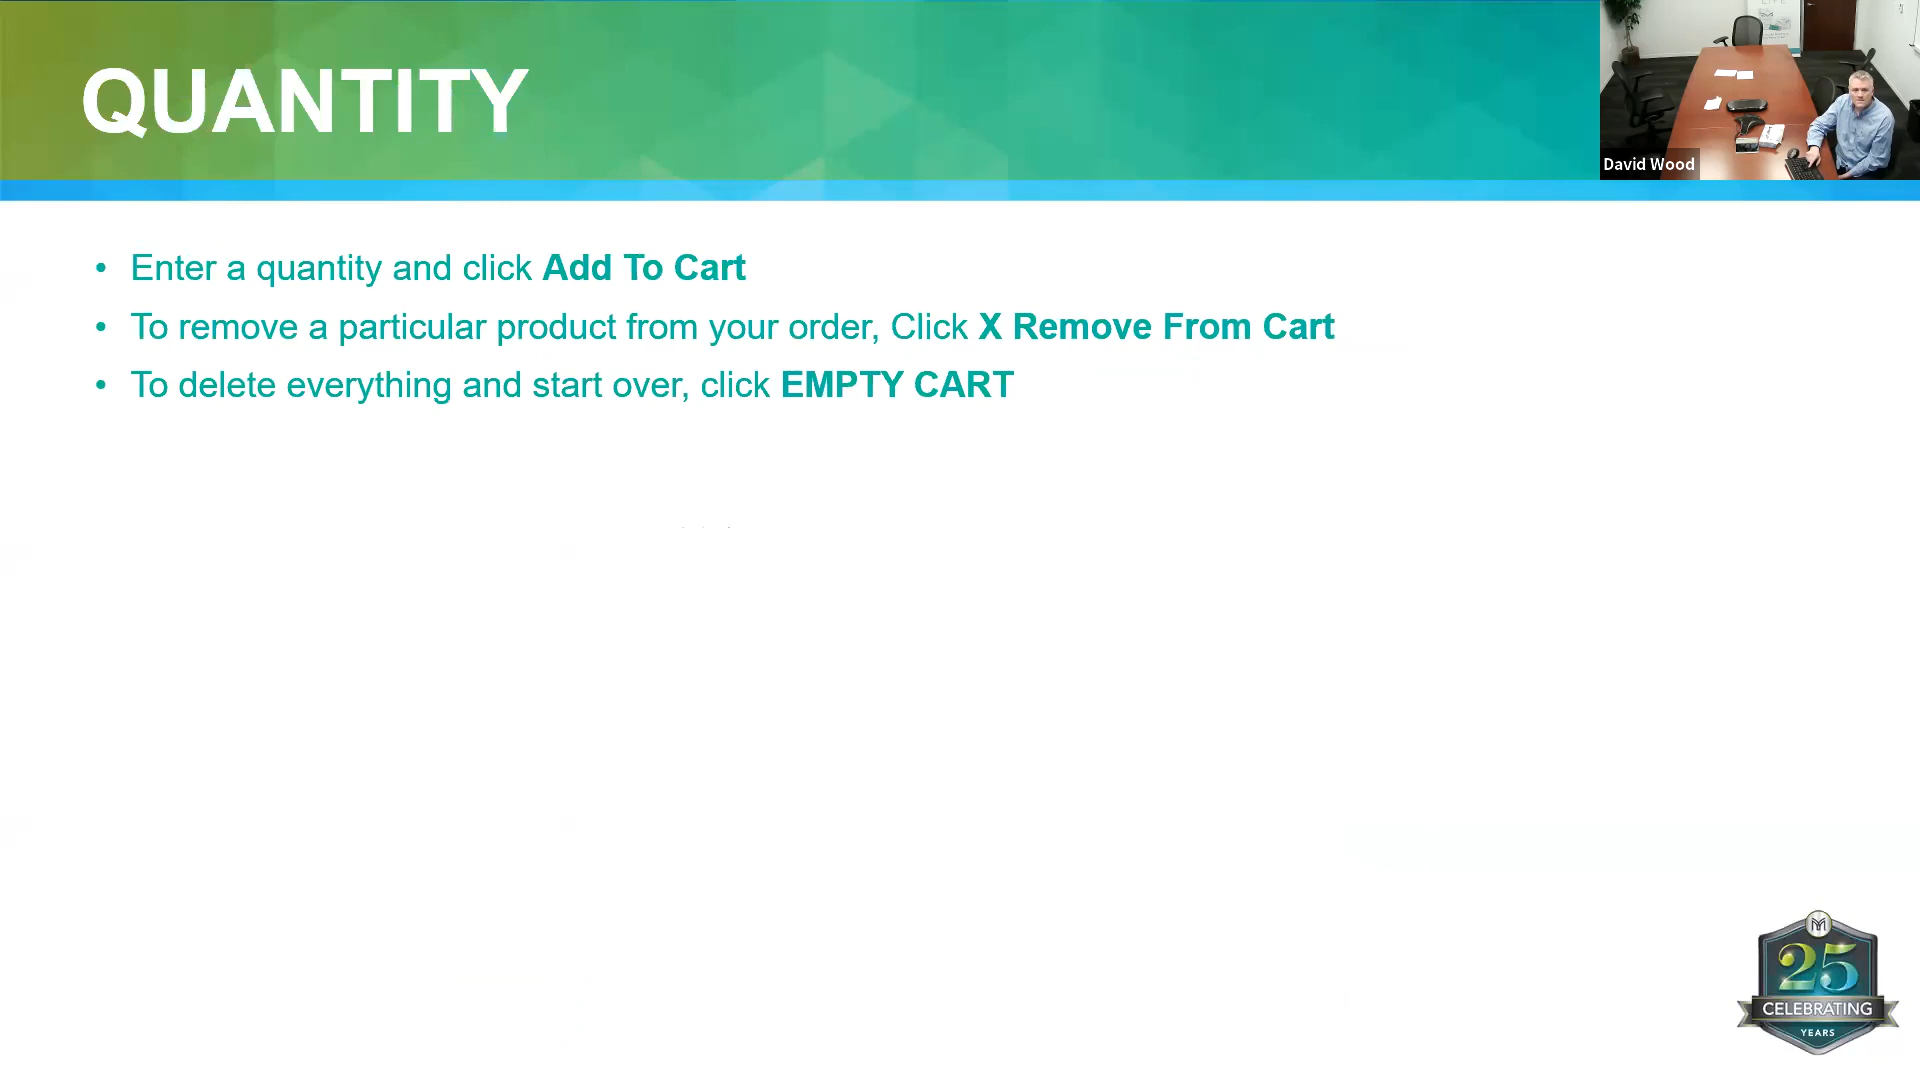 QUANTITY
David Wood
• Enter a quantity and click Add To Cart
• To remove a particular product from your order, Click X Remove From Cart
• To delete everything and start over, click EMPTY CART
25
CELEBRATING
YEARS